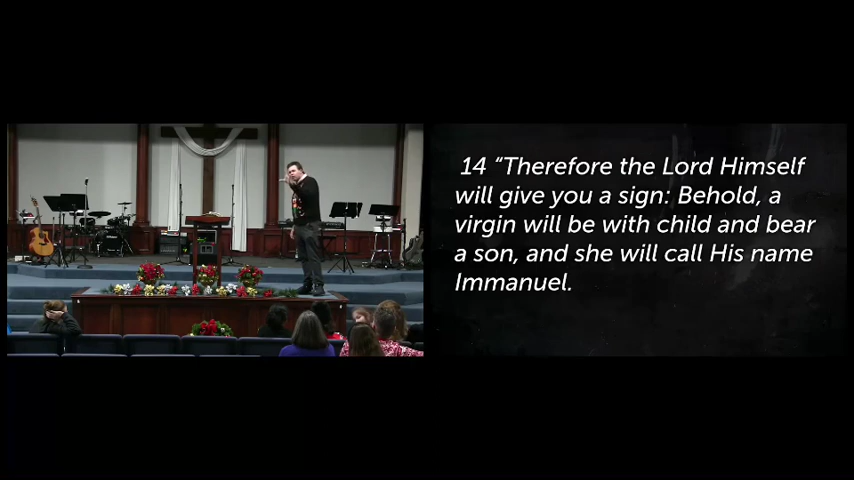 14 “Therefore the Lord Himself
will give you a sign: Behold, a
virgin will be with child and bear
a son, and she will call His name
Immanuel.